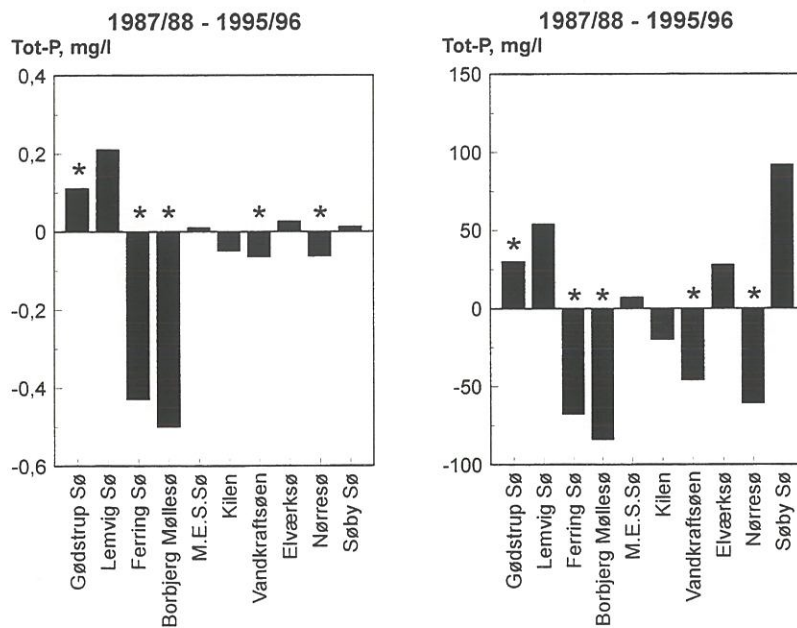 1987/88 - 1995/96
Tot-P, mg/l
0,4
0,2
0
-0,2
-0,4
-0,6
* * * * *
Gødstrup Sø
Lemvig Sø
Ferring Sø
Borbjerg Møllesø
M.E.S.Sø
Kilen
Vandkraftsøen
Elværksø
Nørresø
Søby Sø
1987/88 - 1995/96
Tot-P, mg/l
150
100
50
0
-50
-100
* * * * *
Gødstrup Sø
Lemvig Sø
Ferring Sø
Borbjerg Møllesø
M.E.S.Sø
Kilen
Vandkraftsøen
Elværksø
Nørresø
Søby Sø